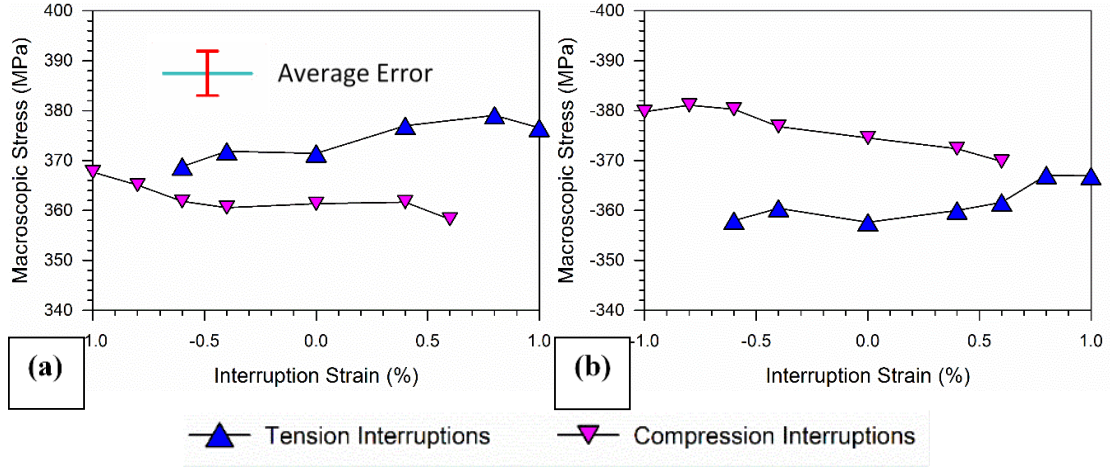 400
390
380
370
360
350
340
Macroscopic Stress (MPa)
Average Error
1.0
-0.5
0.0
0.5
1.0
Interruption Strain (%)
(a)
-400
-390
-380
-370
-360
-350
-340
Macroscopic Stress (MPa)
-1.0
-0.5
0.0
0.5
1.0
Interruption Strain (%)
(b)
Tension Interruptions
Compression Interruptions